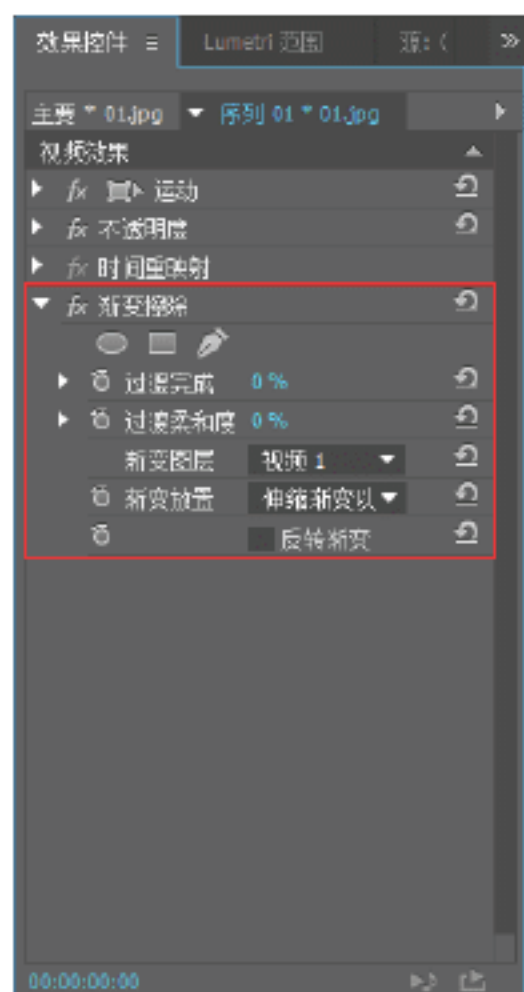 效果控件 ≡ Lumetri 范围 源: (
主要 * 01.jpg 序列 01 * 01.jpg
视频效果
fx 运动
fx 不透明度
fx 时间重映射
fx 渐变擦除
过渡完成 0 %
过渡柔和度 0 %
渐变图层 视频 1
渐变放置 伸缩渐变以
反转渐变
00:00:00:00